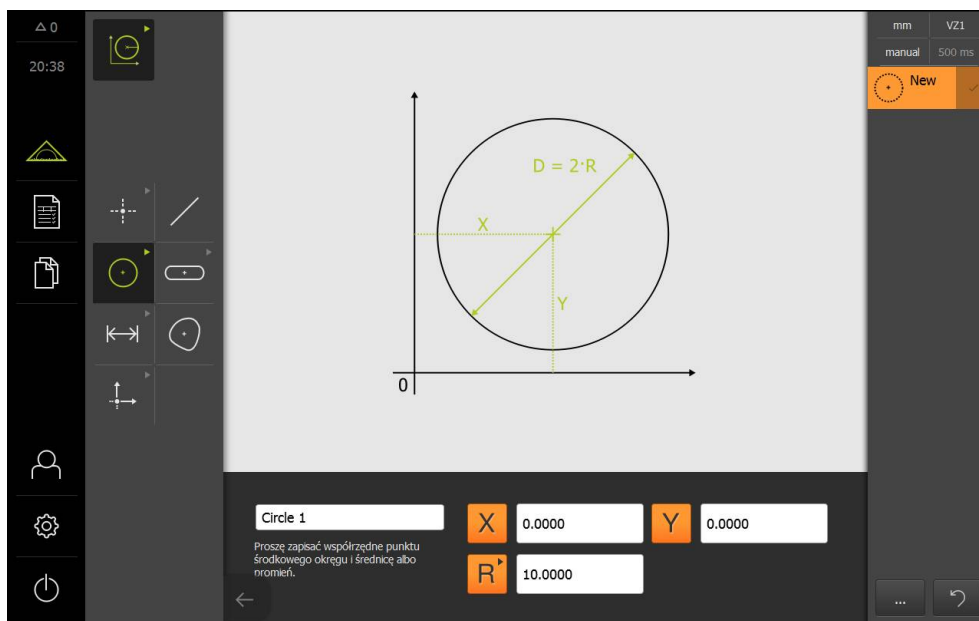 △ 0
20:38
D = 2·R
X
Y
0
mm
VZ1
manual
500 ms
New
Circle 1
Proszę zapisać współrzędne punktu
środkowego okręgu i średnicę albo
promień.
X
0.0000
Y
0.0000
R
10.0000
...